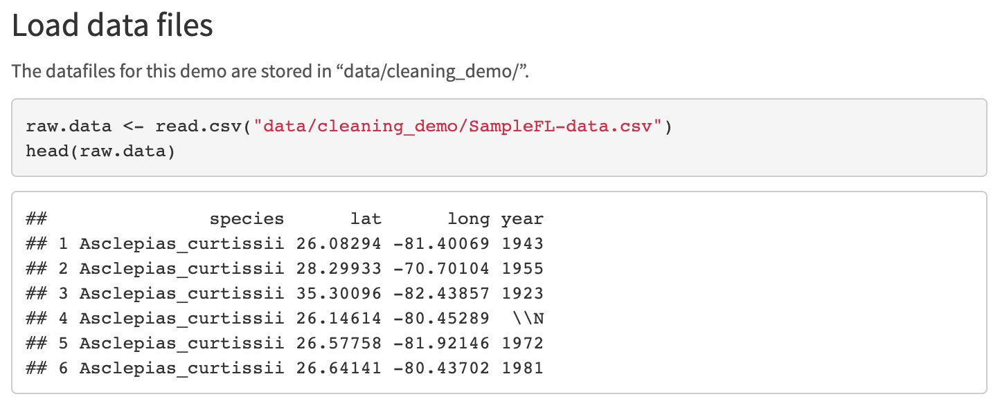 Load data files
The datafiles for this demo are stored in “data/cleaning_demo/”.
raw.data <- read.csv("data/cleaning_demo/SampleFL-data.csv")
head(raw.data)
##               species      lat      long year
## 1 Asclepias_curtissii 26.08294 -81.40069 1943
## 2 Asclepias_curtissii 28.29933 -70.70104 1955
## 3 Asclepias_curtissii 35.30096 -82.43857 1923
## 4 Asclepias_curtissii 26.14614 -80.45289  \\N
## 5 Asclepias_curtissii 26.57758 -81.92146 1972
## 6 Asclepias_curtissii 26.64141 -80.43702 1981